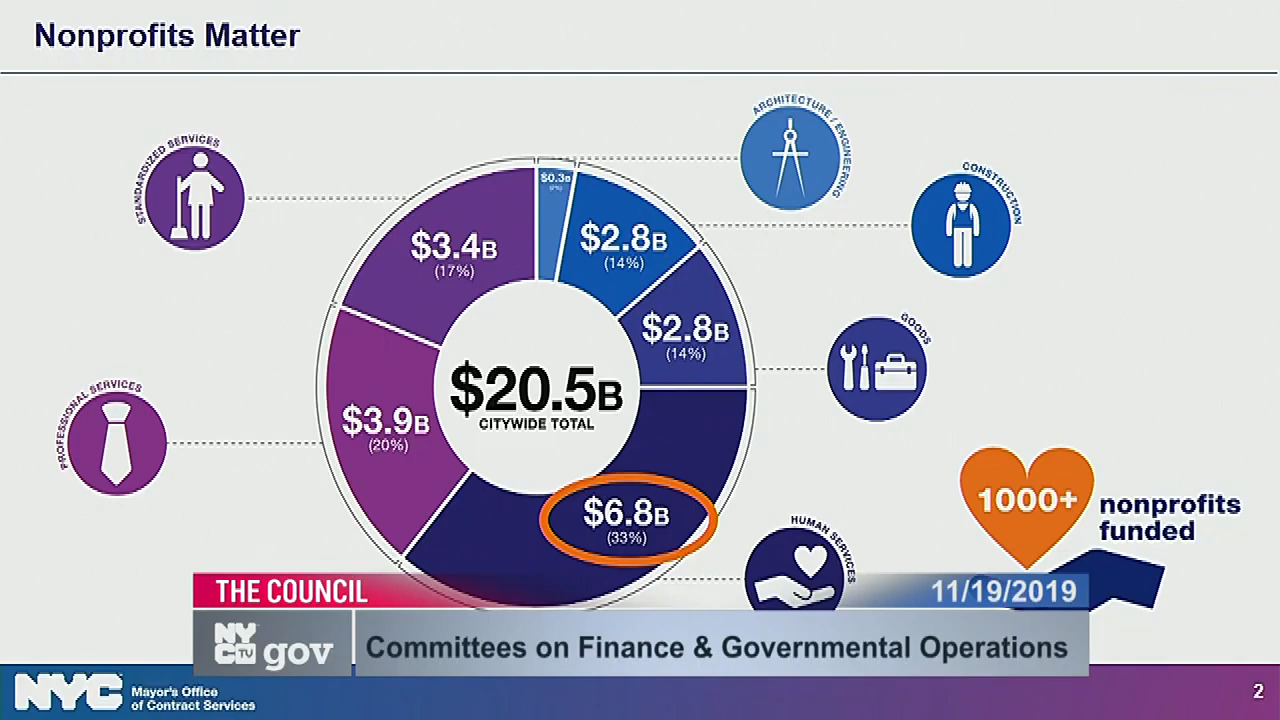 Nonprofits Matter
STANDARDIZED SERVICES
ARCHITECTURE / ENGINEERING
CONSTRUCTION
$0.3B
(2%)
$2.8B
(14%)
$3.4B
(17%)
$2.8B
(14%)
GOODS
$20.5B
CITYWIDE TOTAL
PROFESSIONAL SERVICES
$3.9B
(20%)
$6.8B
(33%)
HUMAN SERVICES
1000+
nonprofits
funded
THE COUNCIL
11/19/2019
NYC TV gov
Committees on Finance & Governmental Operations
NYC
Mayor's Office
of Contract Services
2